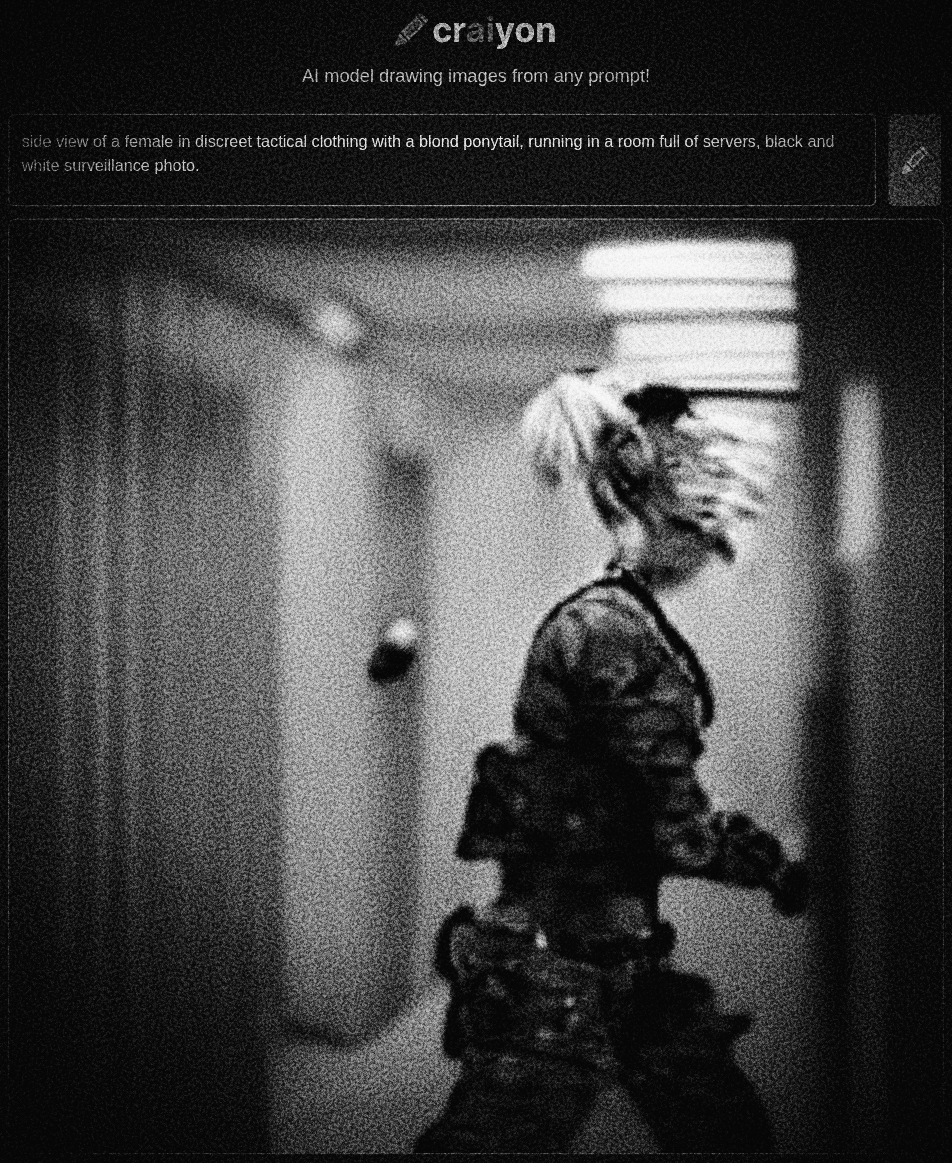 craiyon
AI model drawing images from any prompt!
side view of a female in discreet tactical clothing with a blond ponytail, running in a room full of servers, black and
white surveillance photo.